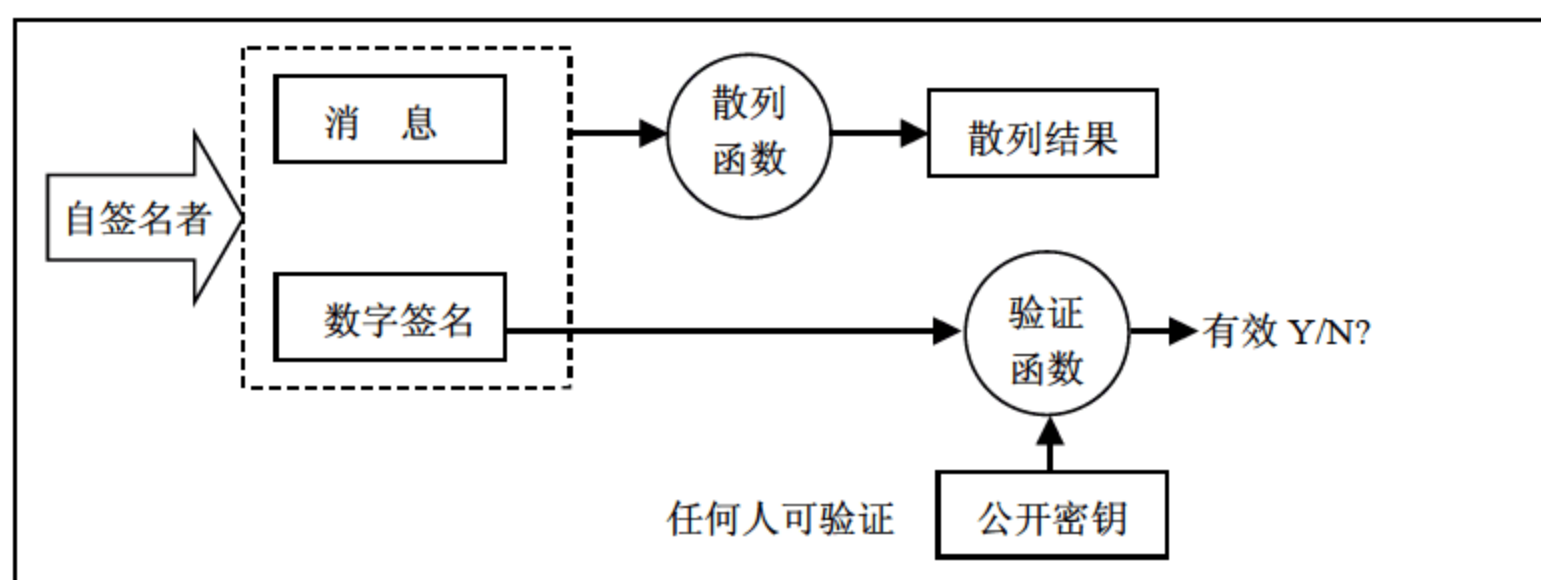 消 息
散列
函数
散列结果
自签名者
数字签名
验证
函数
有效 Y/N?
任何人可验证
公开密钥